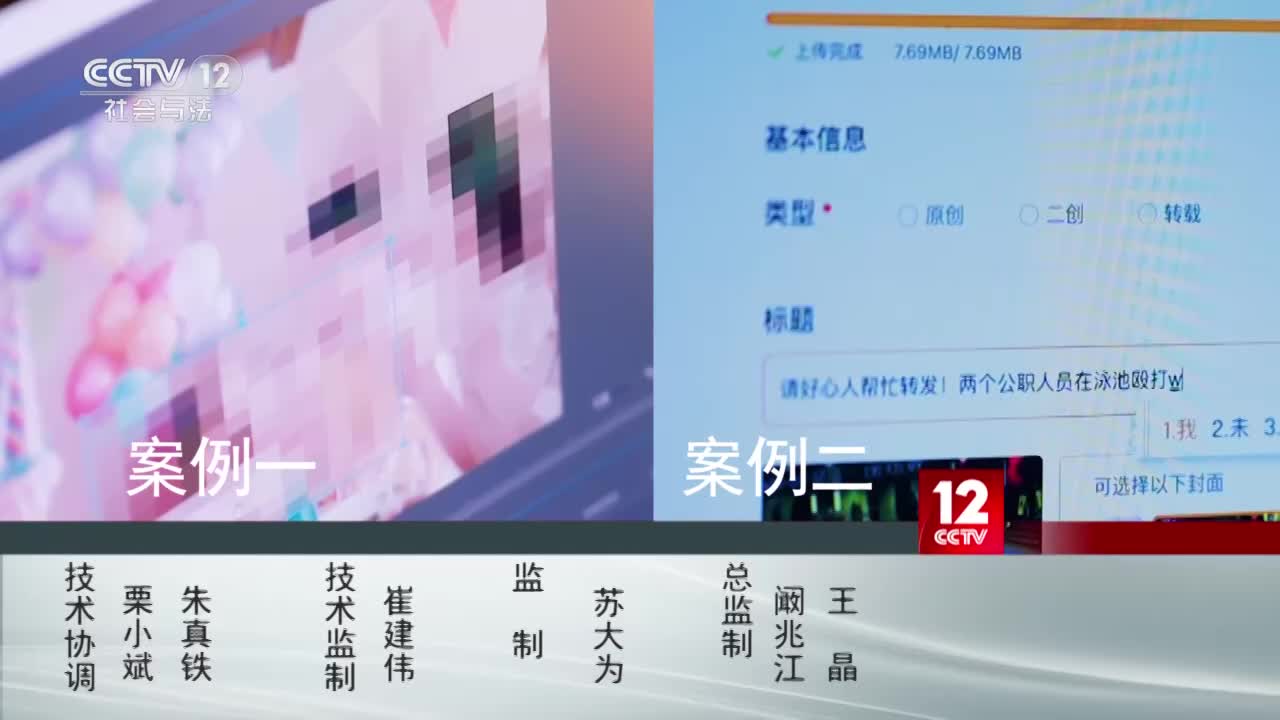 CCTV 12
社会与法
上传完成 7.69MB/ 7.69MB
基本信息
类型 原创 二创 转载
标题
请好心人帮忙转发！两个公职人员在泳池殴打w
1.我 2.未 3.
可选择以下封面
案例一
案例二
12
CCTV
技术协调
栗小斌
朱真铁
技术监制
崔建伟
监制
苏大为
总监制
阚兆江
王晶